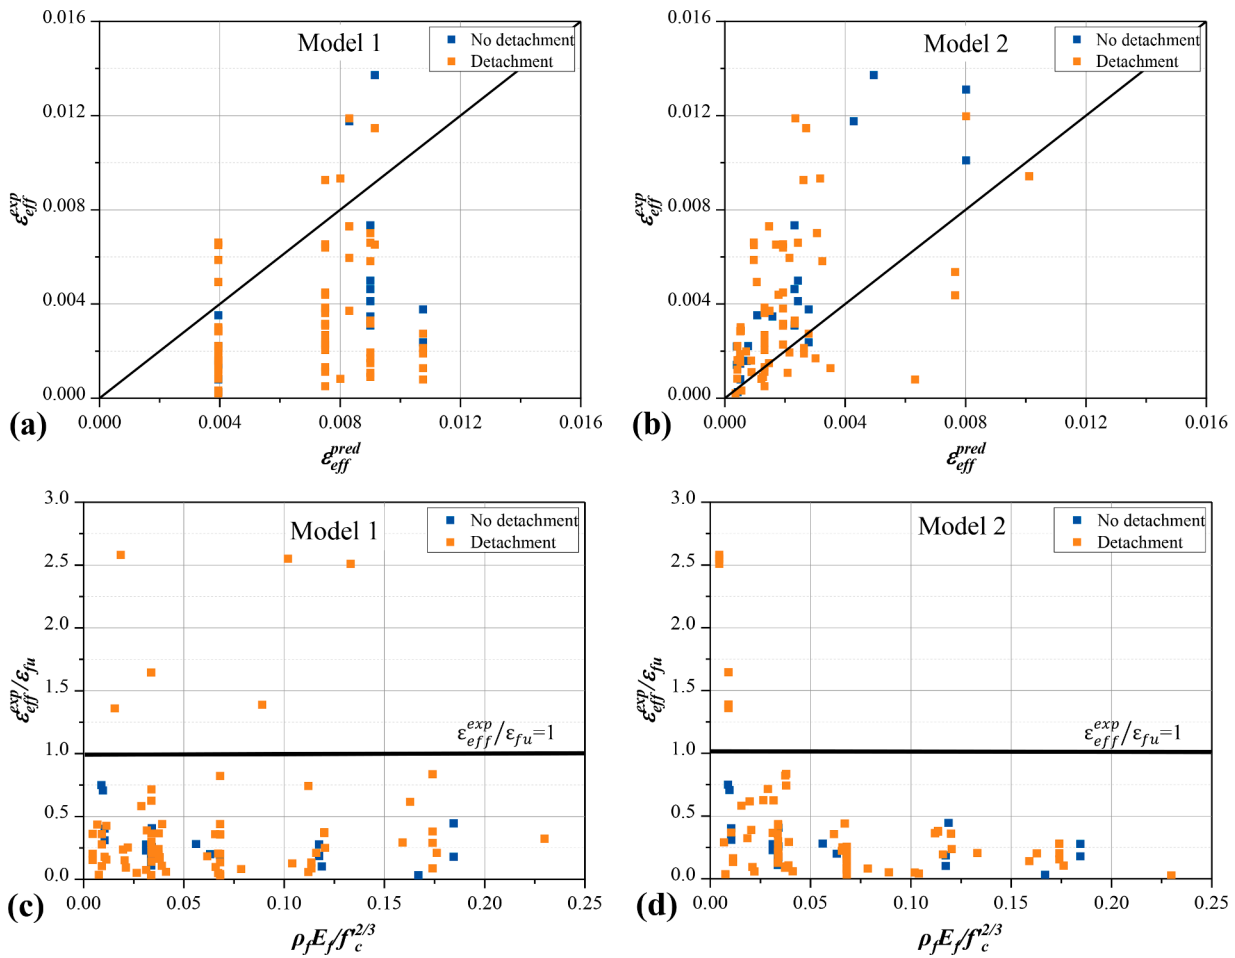 Model 1
No detachment
Detachment
0.016
0.012
0.008
0.004
0.000
ε_eff^exp
0.000 0.004 0.008 0.012 0.016
ε_eff^pred
(a)
Model 2
No detachment
Detachment
0.016
0.012
0.008
0.004
0.000
ε_eff^exp
0.000 0.004 0.008 0.012 0.016
ε_eff^pred
(b)
Model 1
No detachment
Detachment
3.0
2.5
2.0
1.5
1.0
0.5
0.0
ε_eff^exp/ε_fu
ε_eff^exp/ε_fu=1
0.00 0.05 0.10 0.15 0.20 0.25
ρ_f E_f/f'_c^2/3
(c)
Model 2
No detachment
Detachment
3.0
2.5
2.0
1.5
1.0
0.5
0.0
ε_eff^exp/ε_fu
ε_eff^exp/ε_fu=1
0.00 0.05 0.10 0.15 0.20 0.25
ρ_f E_f/f'_c^2/3
(d)